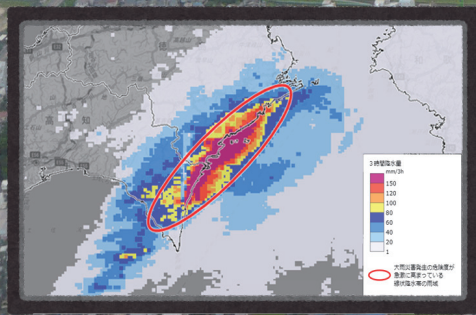 3時間降水量
mm/3h
150
120
100
80
60
40
20
1
大雨災害発生の危険度が
急激に高まっている
線状降水帯の雨域